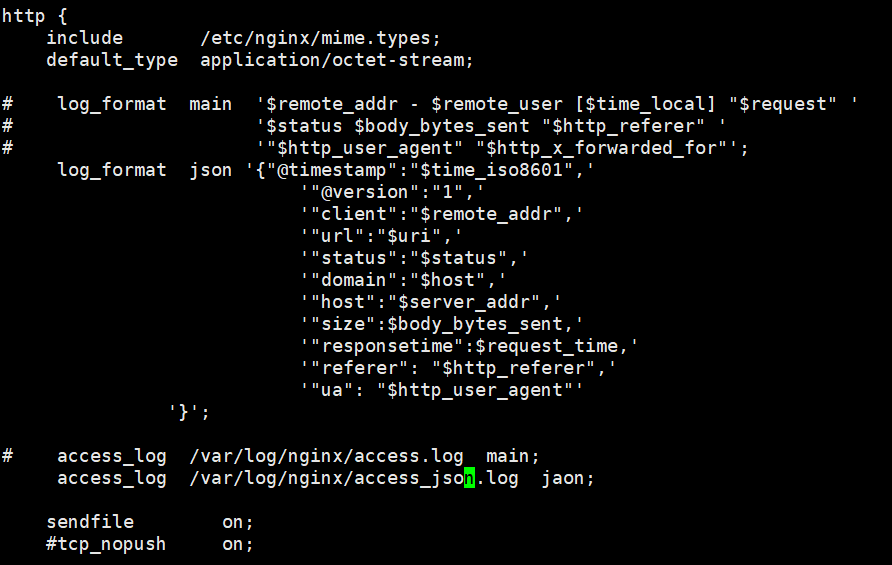 http {
    include       /etc/nginx/mime.types;
    default_type  application/octet-stream;

#    log_format  main  '$remote_addr - $remote_user [$time_local] "$request" '
#                      '$status $body_bytes_sent "$http_referer" '
#                      '"$http_user_agent" "$http_x_forwarded_for"';
     log_format  json '{"@timestamp":"$time_iso8601",'
                           '"@version":"1",'
                           '"client":"$remote_addr",'
                           '"url":"$uri",'
                           '"status":"$status",'
                           '"domain":"$host",'
                           '"host":"$server_addr",'
                           '"size":$body_bytes_sent,'
                           '"responsetime":$request_time,'
                           '"referer": "$http_referer",'
                           '"ua": "$http_user_agent"'
               '}';

#    access_log  /var/log/nginx/access.log  main;
     access_log  /var/log/nginx/access_json.log  jaon;

    sendfile        on;
    #tcp_nopush     on;